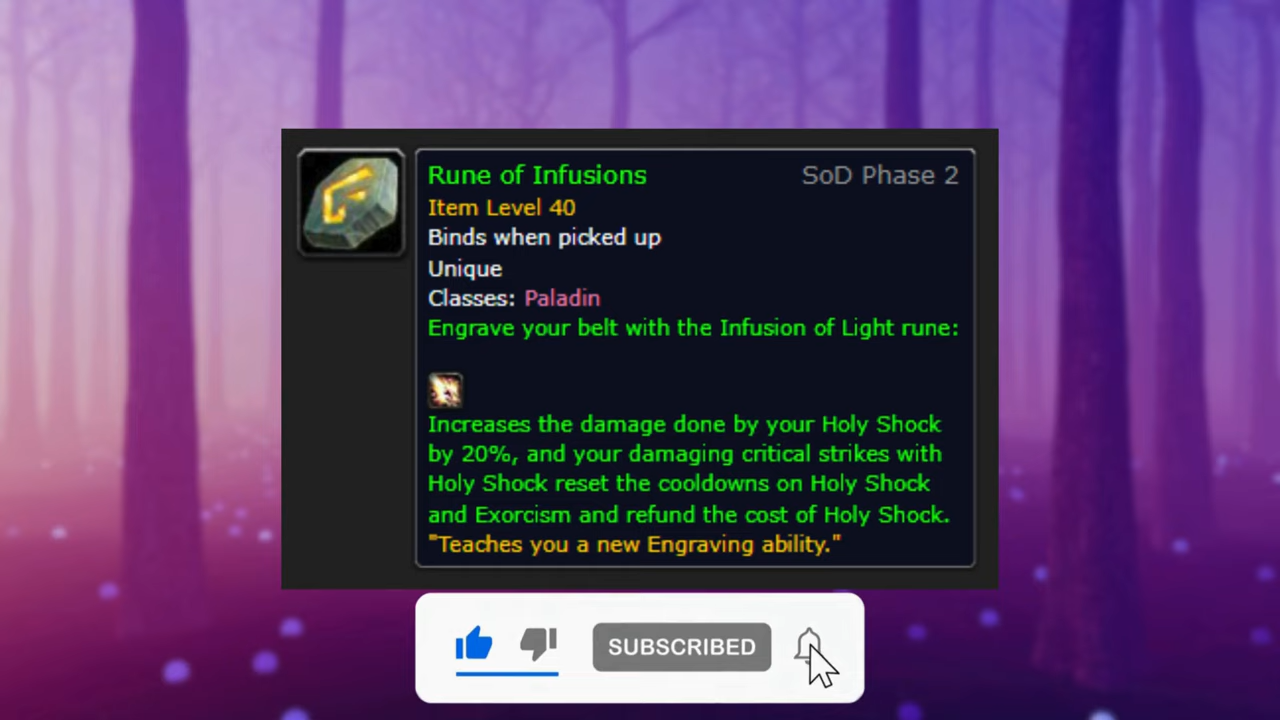 Rune of Infusions SoD Phase 2
Item Level 40
Binds when picked up
Unique
Classes: Paladin
Engrave your belt with the Infusion of Light rune:
Increases the damage done by your Holy Shock
by 20%, and your damaging critical strikes with
Holy Shock reset the cooldowns on Holy Shock
and Exorcism and refund the cost of Holy Shock.
"Teaches you a new Engraving ability."
SUBSCRIBED